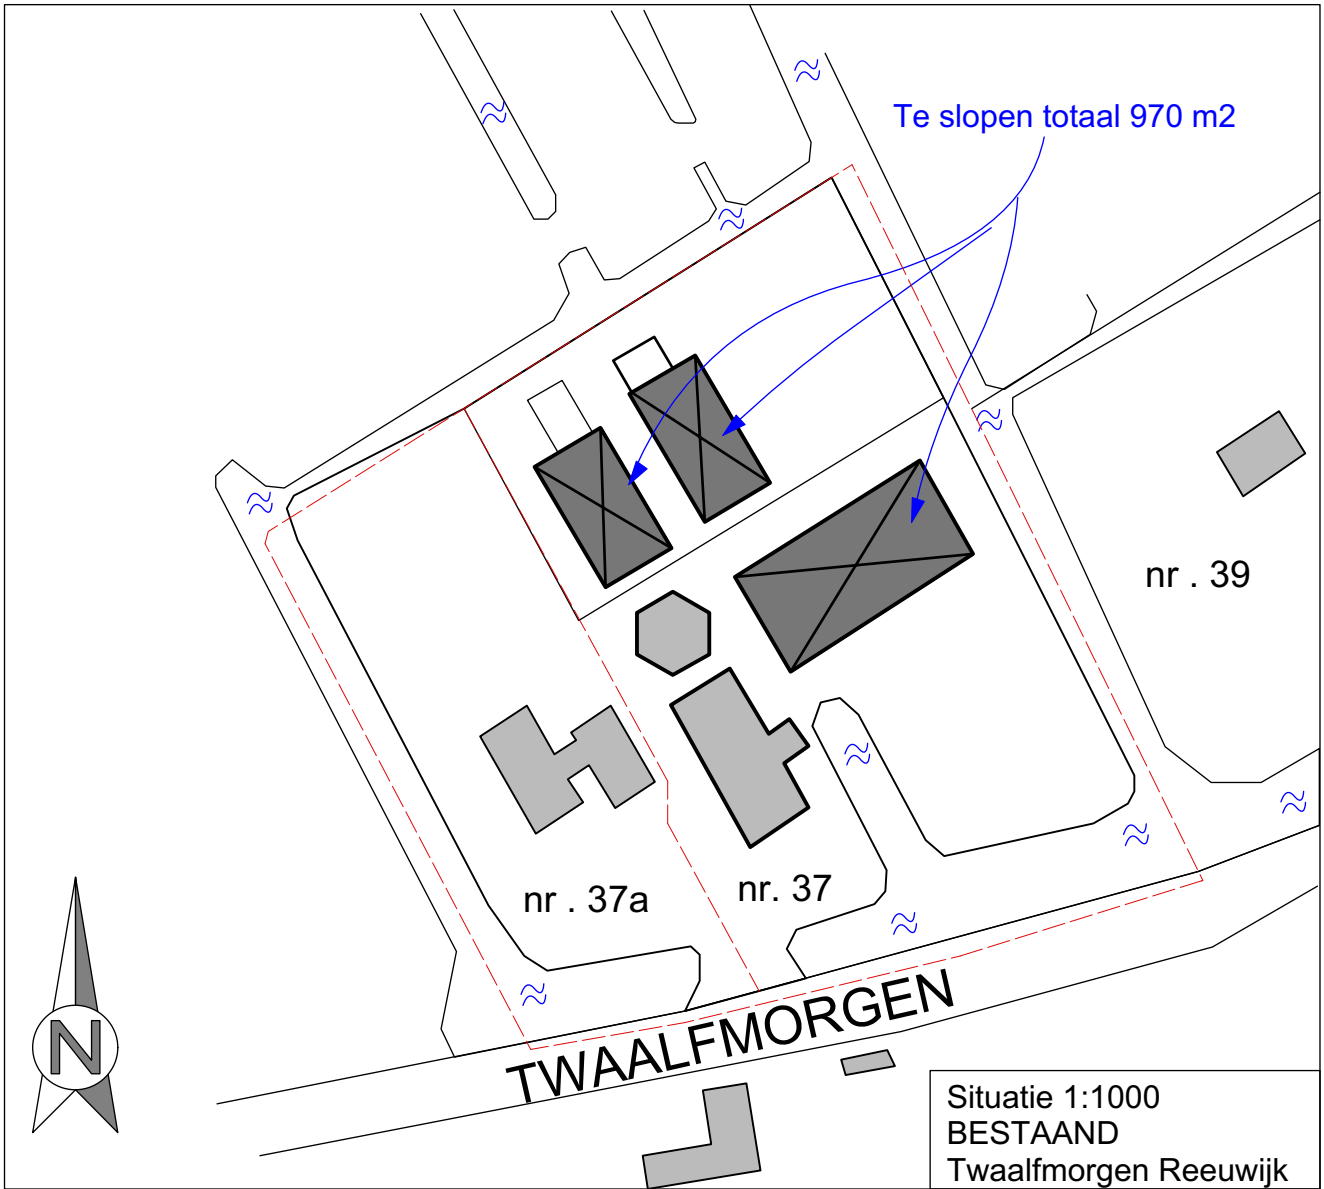 Te slopen totaal 970 m2
nr . 39
nr . 37a
nr. 37
TWAALFMORGEN
N
Situatie 1:1000
BESTAAND
Twaalfmorgen Reeuwijk